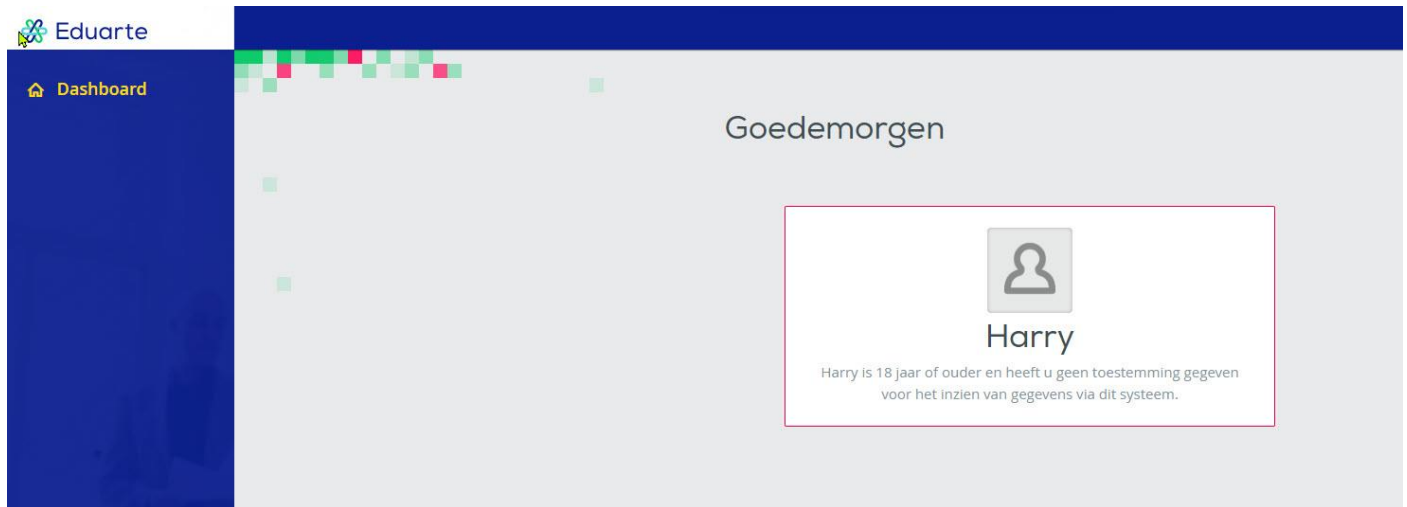 Eduarte
Dashboard
Goedemorgen
Harry
Harry is 18 jaar of ouder en heeft u geen toestemming gegeven
voor het inzien van gegevens via dit systeem.